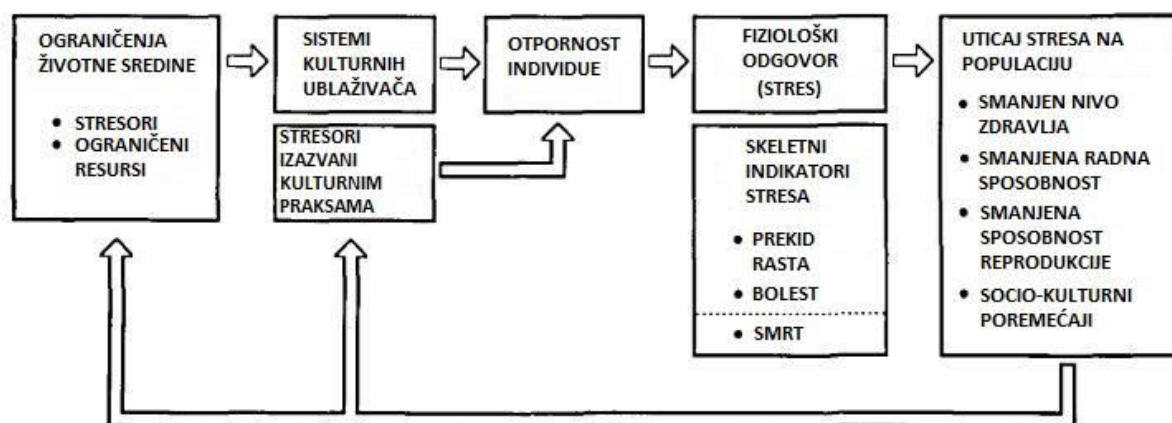 OGRANIČENJA
ŽIVOTNE SREDINE
• STRESORI
• OGRANIČENI
RESURSI
SISTEMI
KULTURNIH
UBLAŽIVAČA
STRESORI
IZAZVANI
KULTURNIM
PRAKSAMA
OTPORNOST
INDIVIDUE
FIZIOLOŠKI
ODGOVOR
(STRES)
SKELETNI
INDIKATORI
STRESA
• PREKID
RASTA
• BOLEST
• SMRT
UTICAJ STRESA NA
POPULACIJU
• SMANJEN NIVO
ZDRAVLJA
• SMANJENA RADNA
SPOSOBNOST
• SMANJENA
SPOSOBNOST
REPRODUKCIJE
• SOCIO-KULTURNI
POREMEĆAJI